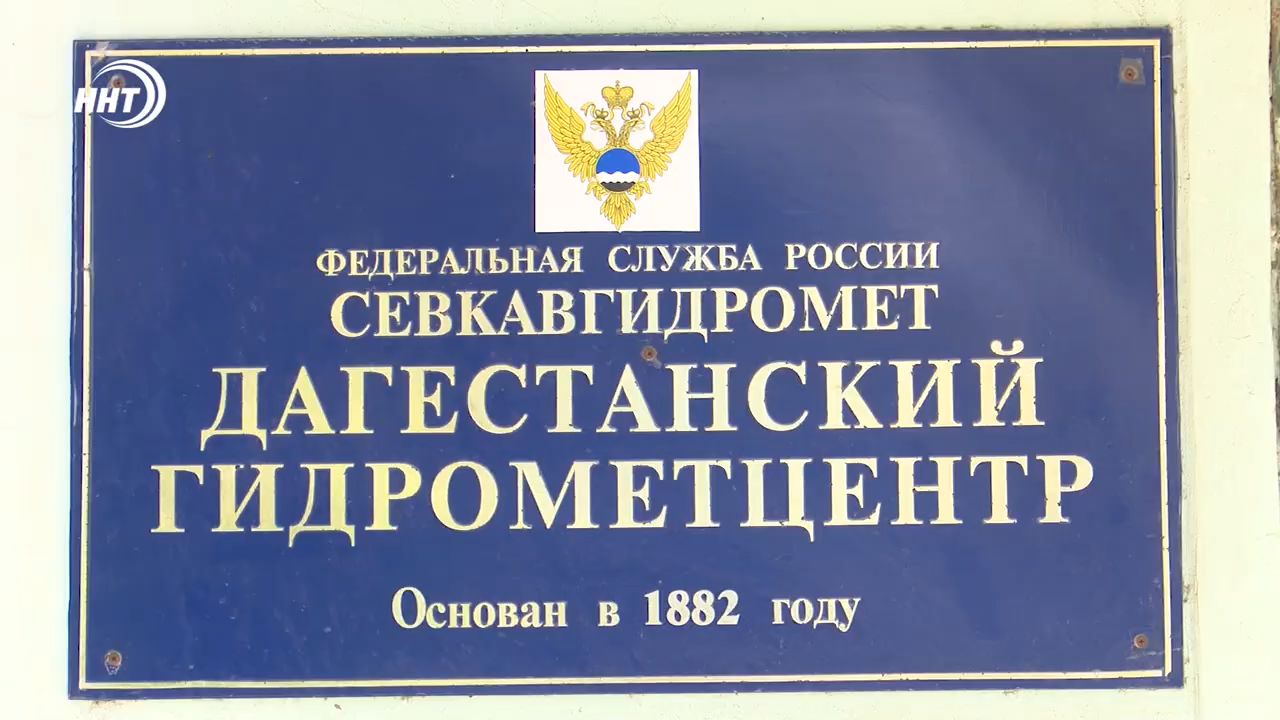 ННТ
ФЕДЕРАЛЬНАЯ СЛУЖБА РОССИИ
СЕВКАВГИДРОМЕТ
ДАГЕСТАНСКИЙ
ГИДРОМЕТЦЕНТР
Основан в 1882 году